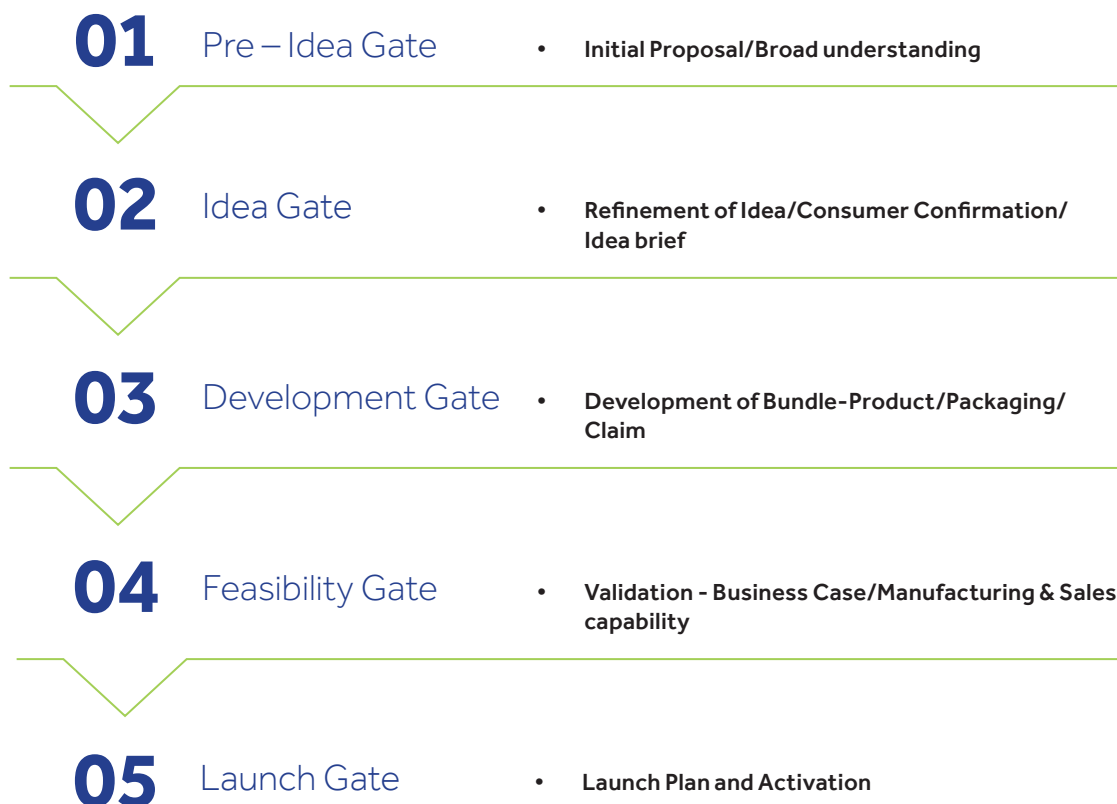 01 Pre – Idea Gate • Initial Proposal/Broad understanding
02 Idea Gate • Refinement of Idea/Consumer Confirmation/
Idea brief
03 Development Gate • Development of Bundle-Product/Packaging/
Claim
04 Feasibility Gate • Validation - Business Case/Manufacturing & Sales
capability
05 Launch Gate • Launch Plan and Activation